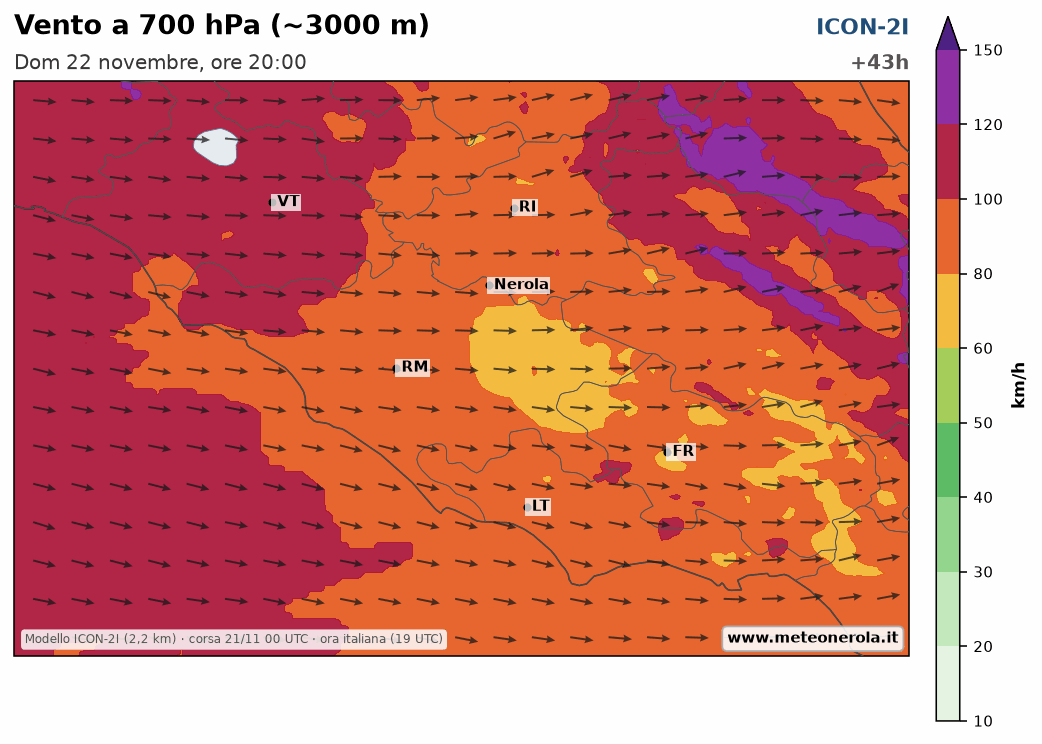 Vento a 700 hPa (~3000 m)
ICON-2I
Dom 22 novembre, ore 20:00
+43h
VT
RI
Nerola
RM
FR
LT
Modello ICON-2I (2,2 km) · corsa 21/11 00 UTC · ora italiana (19 UTC)
www.meteonerola.it
150
120
100
80
60
50
40
30
20
10
km/h